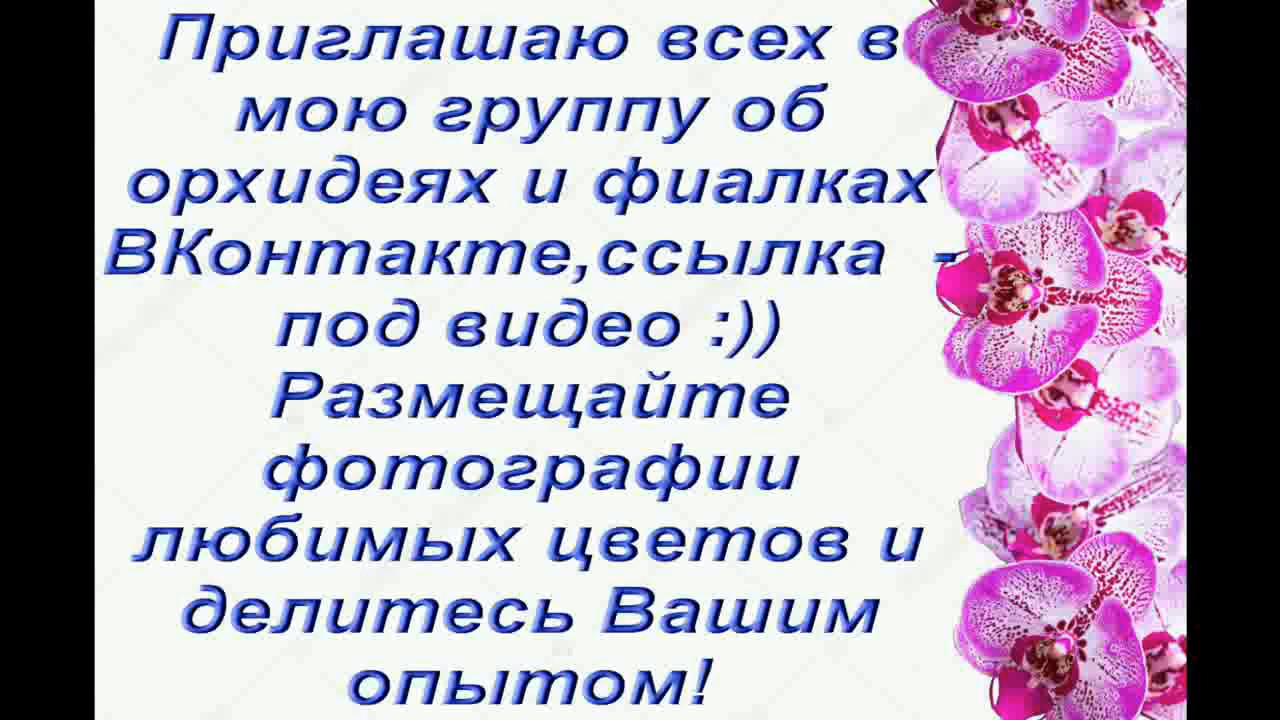 Приглашаю всех в
мою группу об
орхидеях и фиалках
ВКонтакте,ссылка -
под видео :))
Размещайте
фотографии
любимых цветов и
делитесь Вашим
опытом!